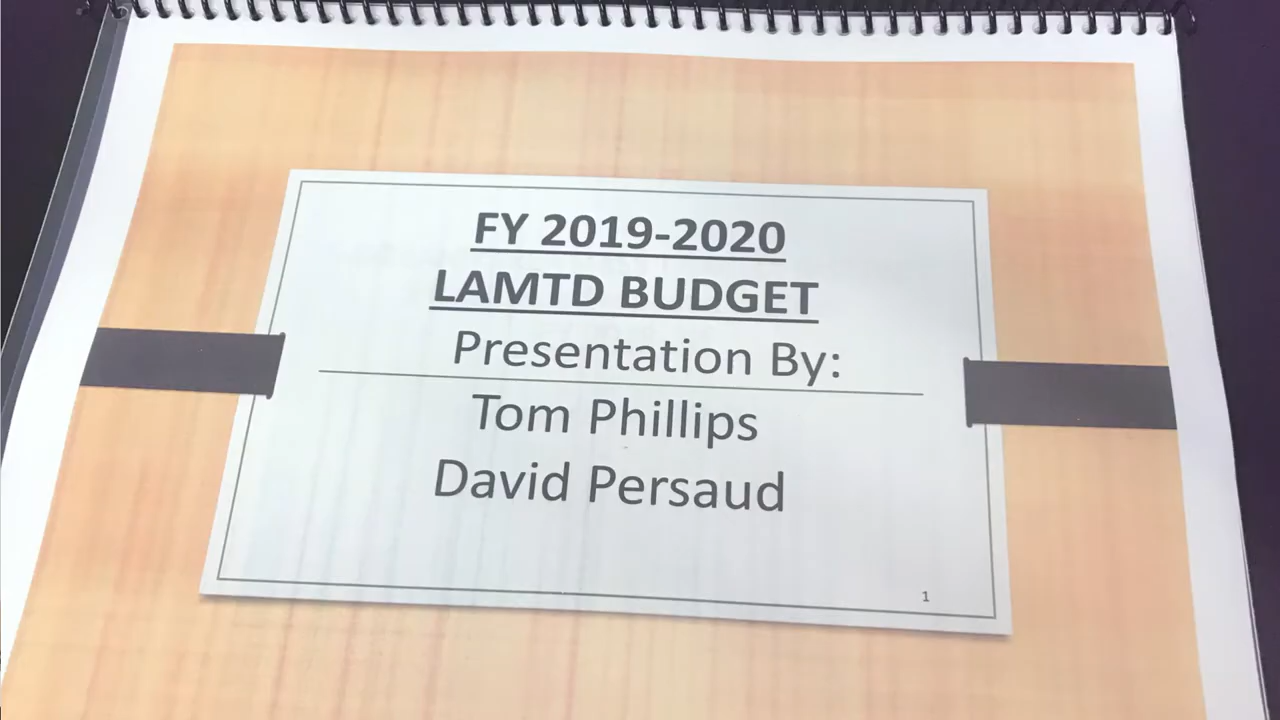 FY 2019-2020
LAMTD BUDGET
Presentation By:
Tom Phillips
David Persaud
1